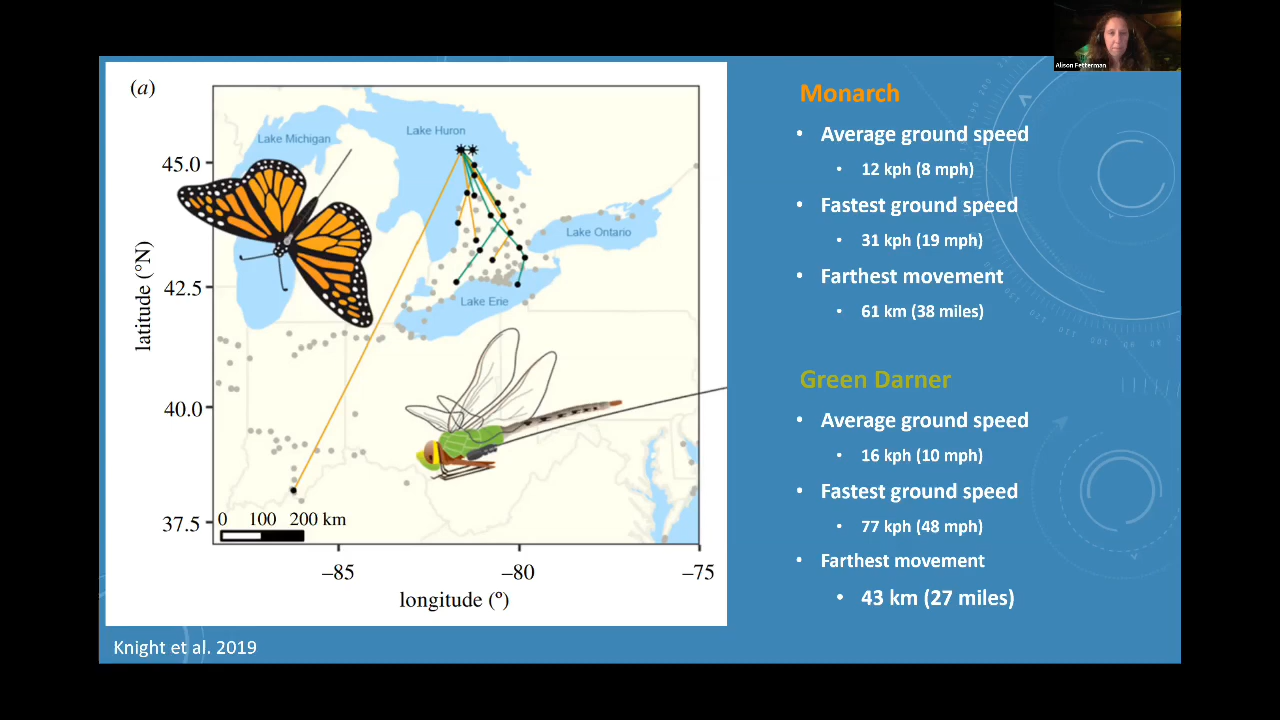 Alison Fetterman
(a)
Lake Michigan
Lake Huron
Lake Ontario
Lake Erie
latitude (°N)
45.0
42.5
40.0
37.5
0 100 200 km
–85 –80 –75
longitude (º)
Knight et al. 2019
Monarch
• Average ground speed
• 12 kph (8 mph)
• Fastest ground speed
• 31 kph (19 mph)
• Farthest movement
• 61 km (38 miles)
Green Darner
• Average ground speed
• 16 kph (10 mph)
• Fastest ground speed
• 77 kph (48 mph)
• Farthest movement
• 43 km (27 miles)